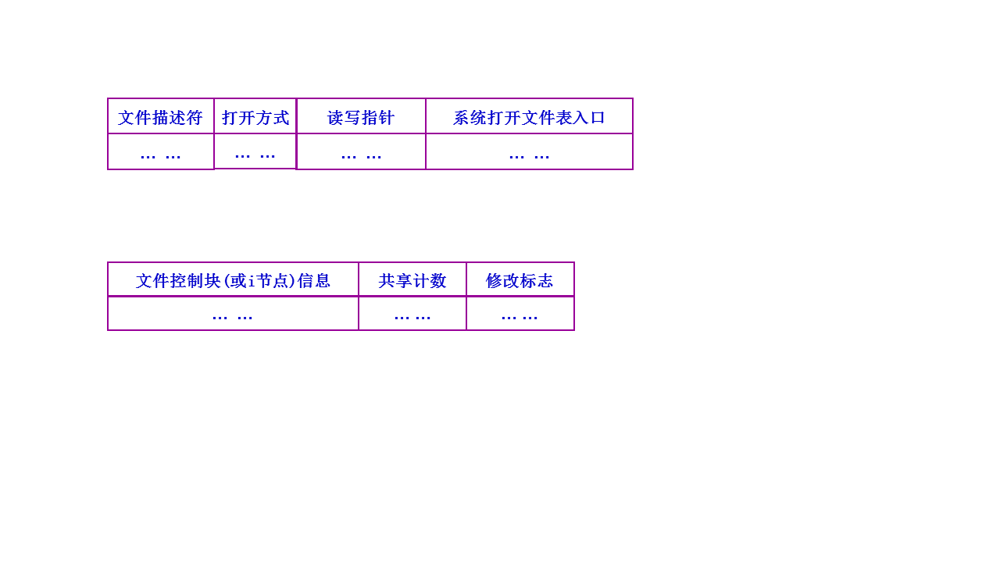 文件描述符 打开方式 读写指针 系统打开文件表入口
… … … … … … … …
文件控制块(或i节点)信息 共享计数 修改标志
… … … … … …